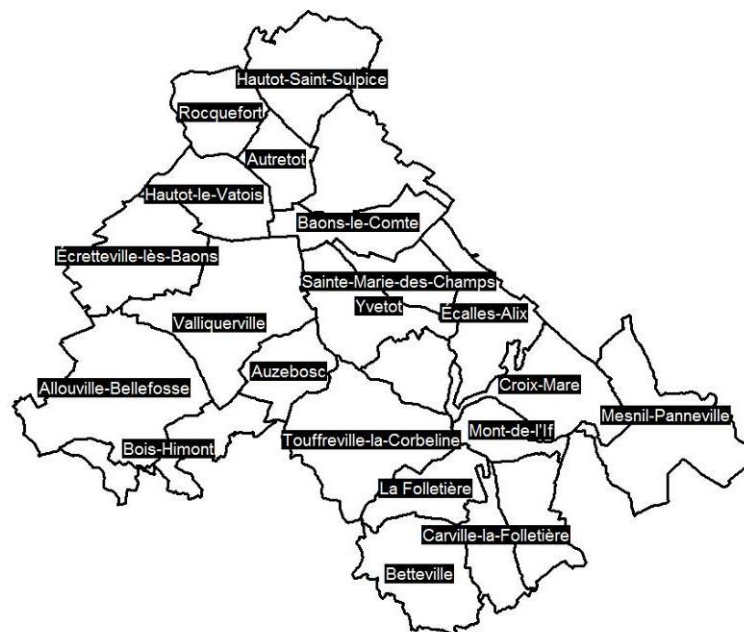 Hautot-Saint-Sulpice
Rocquefort
Autretot
Hautot-le-Vatois
Baons-le-Comte
Écretteville-lès-Baons
Sainte-Marie-des-Champs
Yvetot
Écalles-Alix
Valliquerville
Auzebosc
Allouville-Bellefosse
Croix-Mare
Mesnil-Panneville
Mont-de-l'If
Touffreville-la-Corbeline
Bois-Himont
La Folletière
Carville-la-Folletière
Betteville